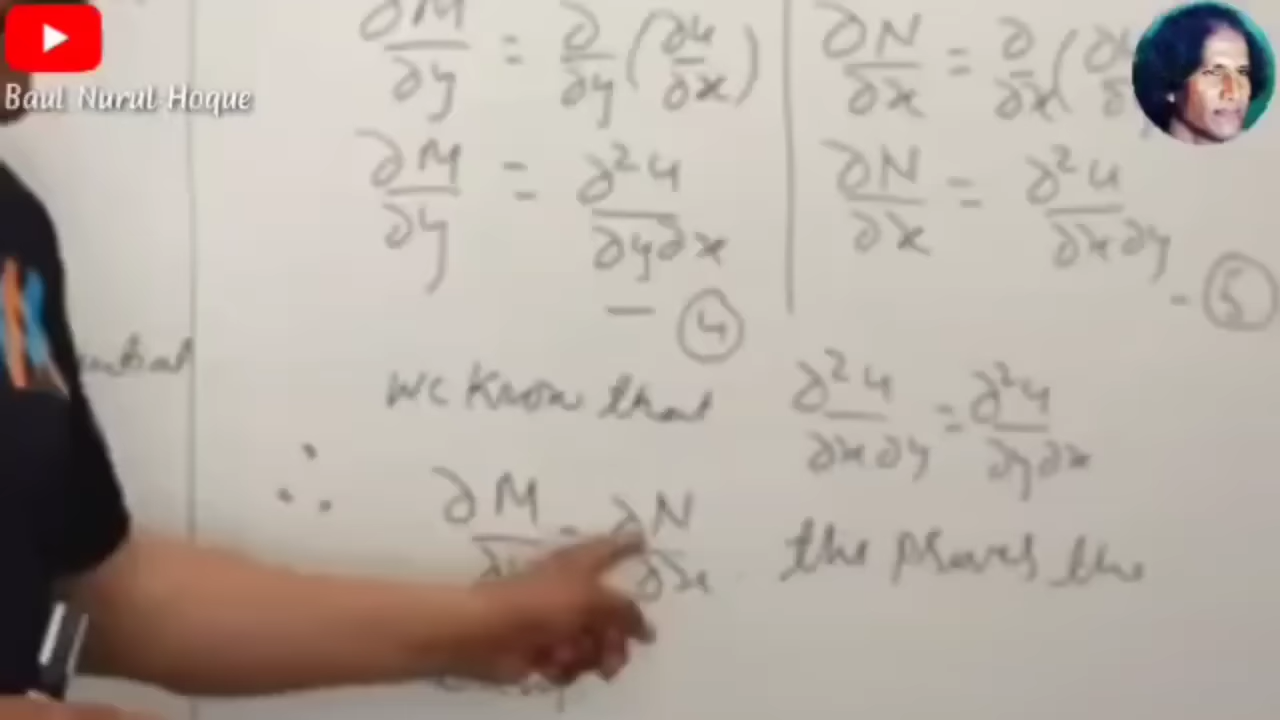 Baul Nurul Hoque
∂M/∂y = ∂/∂y (∂u/∂x) | ∂N/∂x = ∂/∂x (∂
∂M/∂y = ∂²u/∂y∂x — ④ | ∂N/∂x = ∂²u/∂x∂y - ⑤
we know that ∂²u/∂x∂y = ∂²u/∂y∂x
∴ ∂M/∂y = ∂N/∂x . the proves the